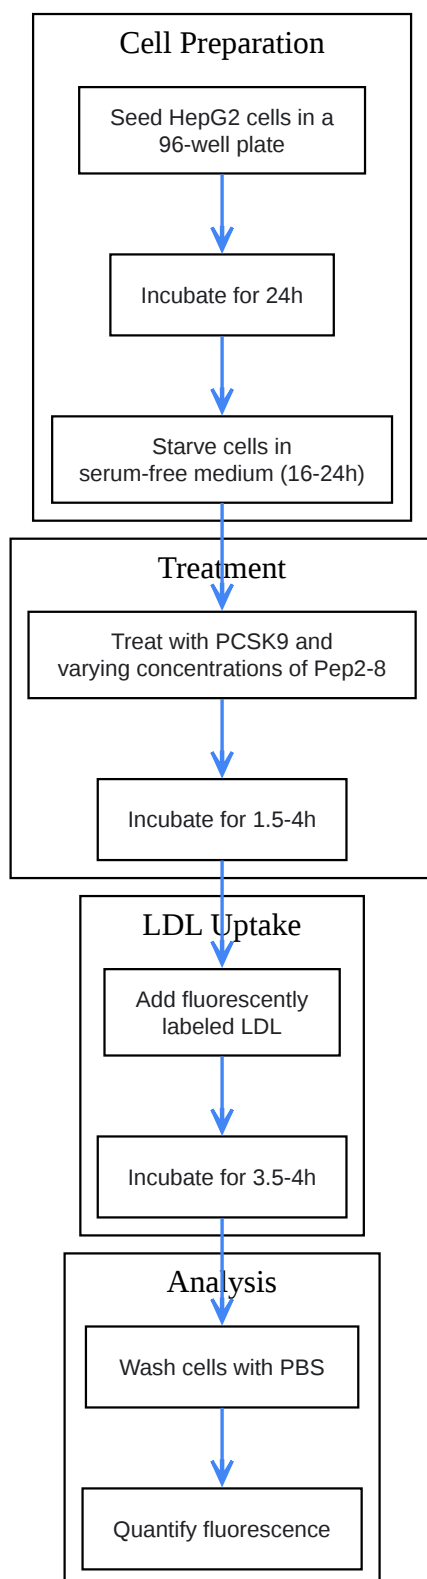 Cell Preparation
Seed HepG2 cells in a
96-well plate
Incubate for 24h
Starve cells in
serum-free medium (16-24h)
Treatment
Treat with PCSK9 and
varying concentrations of Pep2-8
Incubate for 1.5-4h
LDL Uptake
Add fluorescently
labeled LDL
Incubate for 3.5-4h
Analysis
Wash cells with PBS
Quantify fluorescence